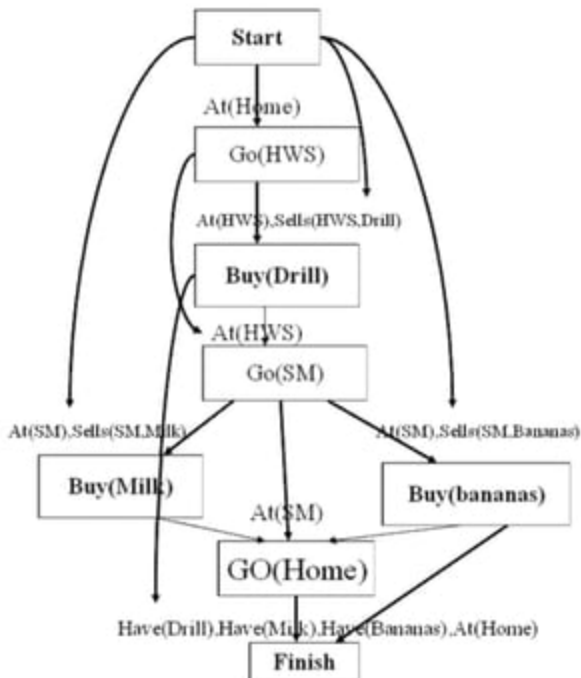 Start
At(Home)
Go(HWS)
At(HWS),Sells(HWS,Drill)
Buy(Drill)
At(HWS)
Go(SM)
At(SM),Sells(SM,Milk) At(SM),Sells(SM,Bananas)
Buy(Milk) Buy(bananas)
At(SM)
GO(Home)
Have(Drill),Have(Milk),Have(Bananas),At(Home)
Finish